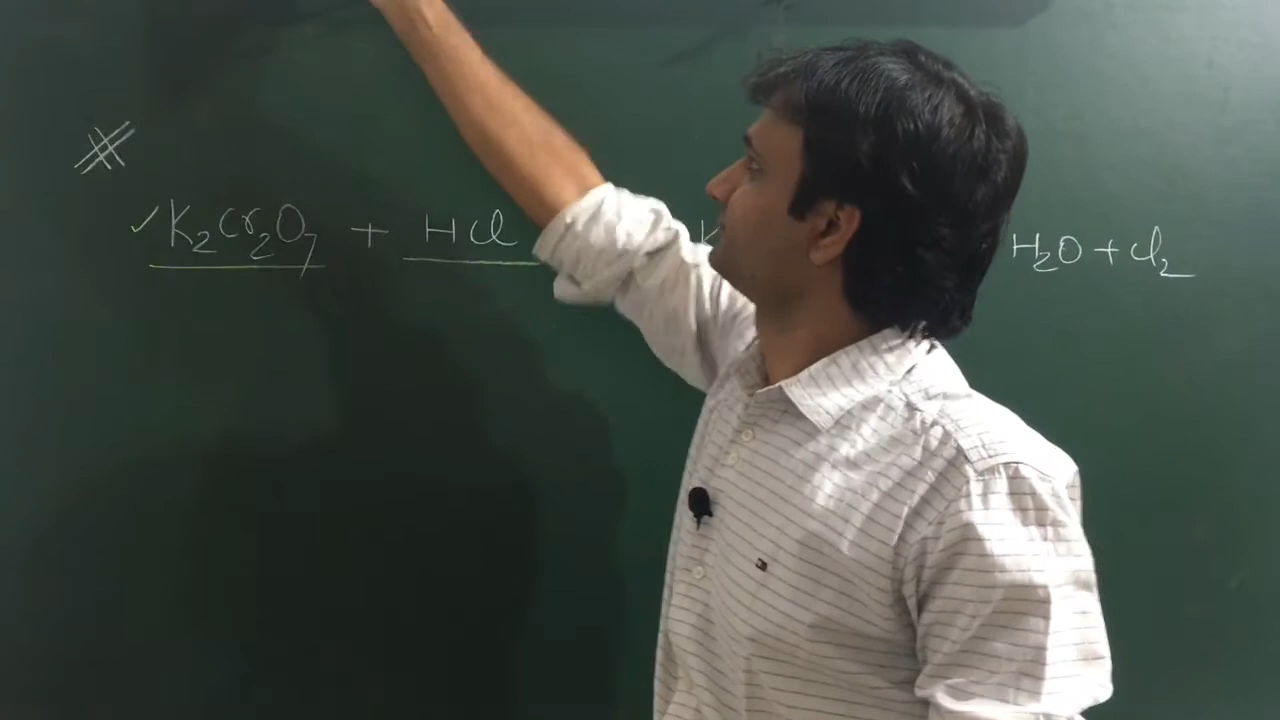 K₂Cr₂O₇ + HCl K H₂O + Cl₂